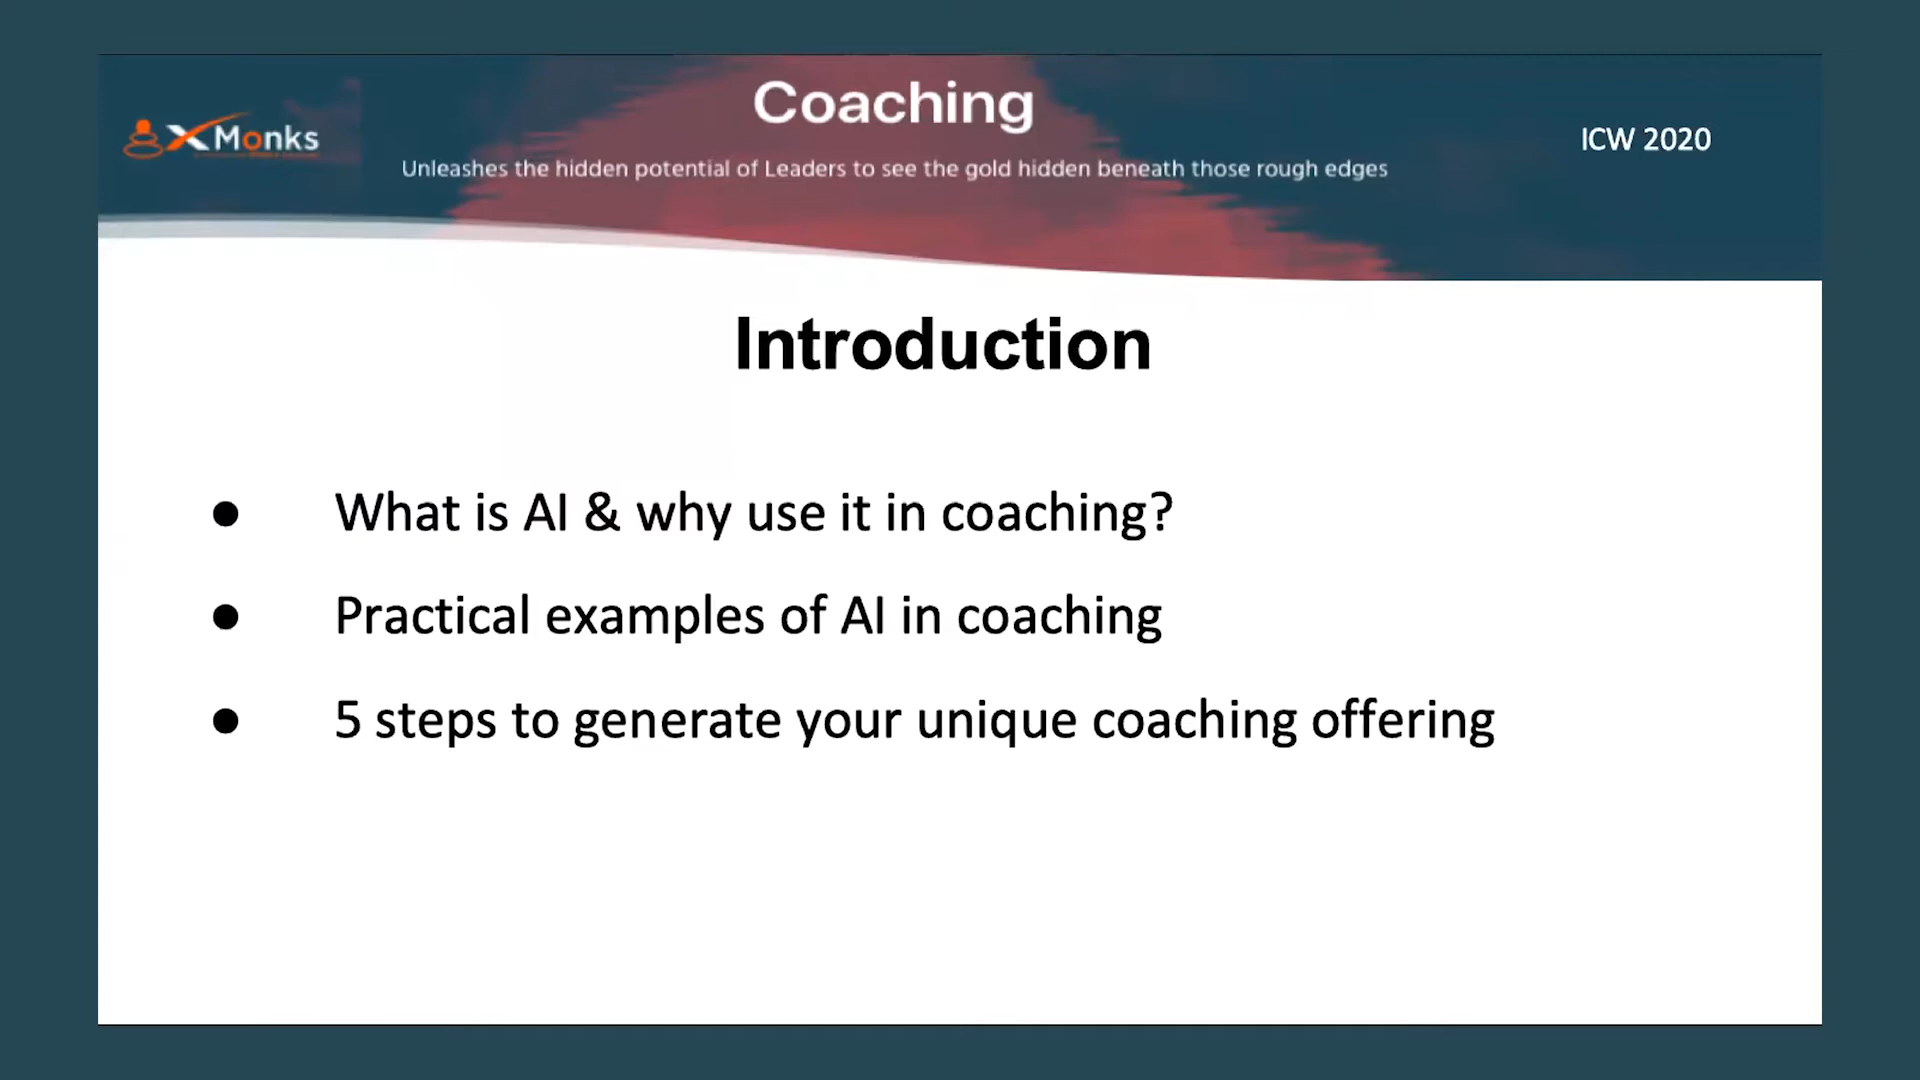 Coaching
XMonks
ICW 2020
Unleashes the hidden potential of Leaders to see the gold hidden beneath those rough edges
Introduction
● What is AI & why use it in coaching?
● Practical examples of AI in coaching
● 5 steps to generate your unique coaching offering